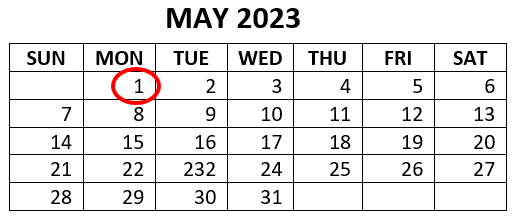 MAY 2023
SUN MON TUE WED THU FRI SAT
1 2 3 4 5 6
7 8 9 10 11 12 13
14 15 16 17 18 19 20
21 22 232 24 25 26 27
28 29 30 31